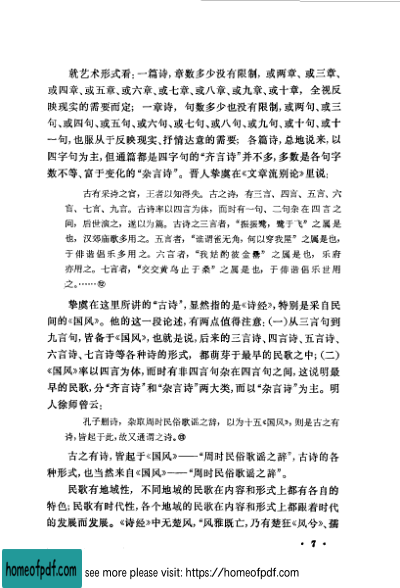 就艺术形式看：一篇诗，章数多少没有限制，或两章、或三章、
或四章、或五章、或六章、或七章、或八章、或九章、或十章，全视反
映现实的需要而定；一章诗，句数多少也没有限制，或两句、或三
句、或四句、或五句、或六句、或七句、或八句、或九句、或十句、或十
一句，也服从于反映现实、抒情达意的需要；各篇诗，总地说来，以
四字句为主，但通篇都是四字句的“齐言诗”并不多，多数是各句字
数不等、富于变化的“杂言诗”。晋人挚虞在《文章流别论》里说：
古有采诗之官，王者以知得失。古之诗，有三言、四言、五言、六
言、七言、九言。古诗率以四言为体，而时有一句、二句杂在四言之
间，后世演之，遂以为篇。古诗之三言者，“振振鹭，鹭于飞”之属是
也，汉郊庙歌多用之。五言者，“谁谓雀无角，何以穿我屋”之属是也，
于俳谐倡乐多用之。六言者，“我姑酌彼金罍”之属是也，乐府
亦用之。七言者，“交交黄鸟止于桑”之属是也，于俳谐倡乐世用
之。……⑫
挚虞在这里所讲的“古诗”，显然指的是《诗经》，特别是采自民
间的《国风》。他的这一段论述，有两点值得注意：(一)从三言句到
九言句，皆备于《国风》，也就是说，后来的三言诗、四言诗、五言诗、
六言诗、七言诗等各种诗的形式，都萌芽于最早的民歌之中；(二)
《国风》率以四言为体，而时有非四言句杂在四言句之间，这说明最
早的民歌，分“齐言诗”和“杂言诗”两大类，而以“杂言诗”为主。明
人徐师曾云：
孔子删诗，杂取周时民俗歌谣之辞，以为十五《国风》，则是古之有
诗，皆起于此，故又通谓之诗。⑬
古之有诗，皆起于《国风》——“周时民俗歌谣之辞”，古诗的各
种形式，也当然来自《国风》——“周时民俗歌谣之辞”。
民歌有地域性，不同地域的民歌在内容和形式上都有各自的
特色；民歌有时代性，各个地域的民歌在内容和形式上都跟着时代
的发展而发展。《诗经》中无楚风，“风雅既亡，乃有楚狂《凤兮》、孺
· 7 ·
homeofpdf.com
see more please visit: https://homeofpdf.com